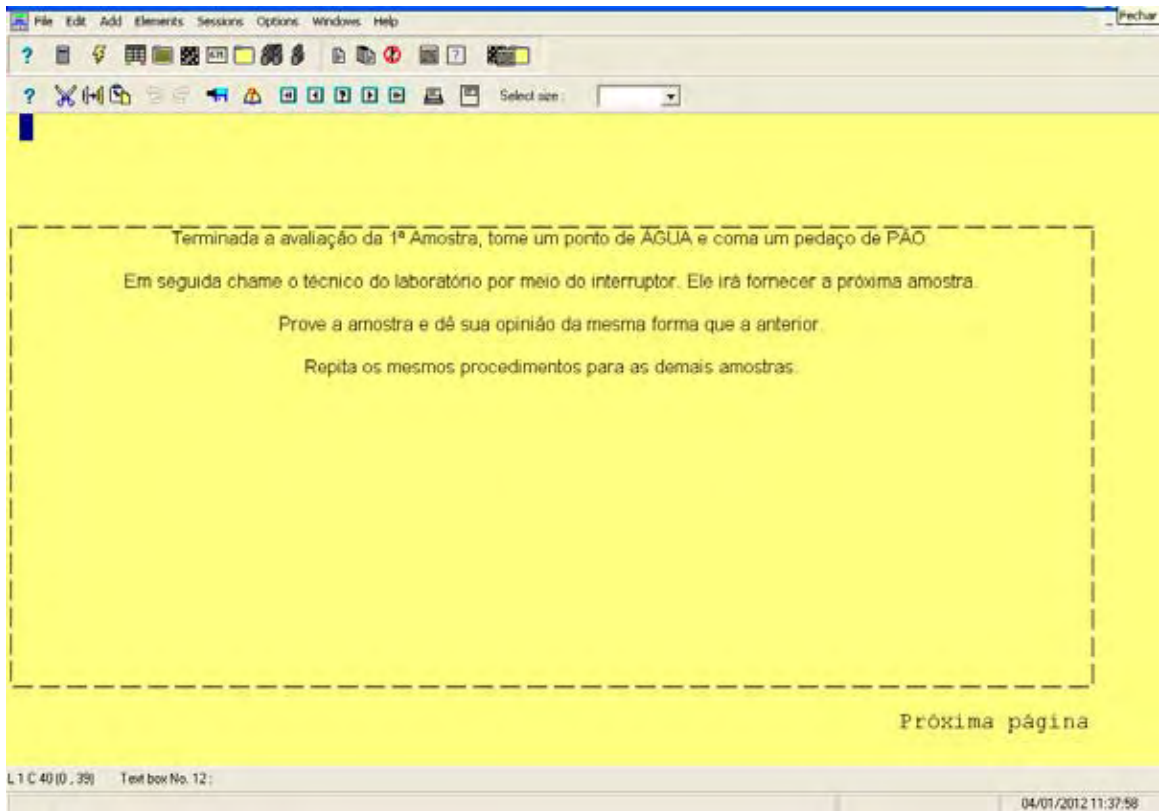 File Edit Add Elements Sessions Options Windows Help
Fechar
Select size :
Terminada a avaliação da 1ª Amostra, tome um ponto de ÁGUA e coma um pedaço de PÃO
Em seguida chame o técnico do laboratório por meio do interruptor. Ele irá fornecer a próxima amostra.
Prove a amostra e dê sua opinião da mesma forma que a anterior.
Repita os mesmos procedimentos para as demais amostras.
Próxima página
L 1 C 40 (0 , 39) Text box No. 12 :
04/01/2012 11:37:58